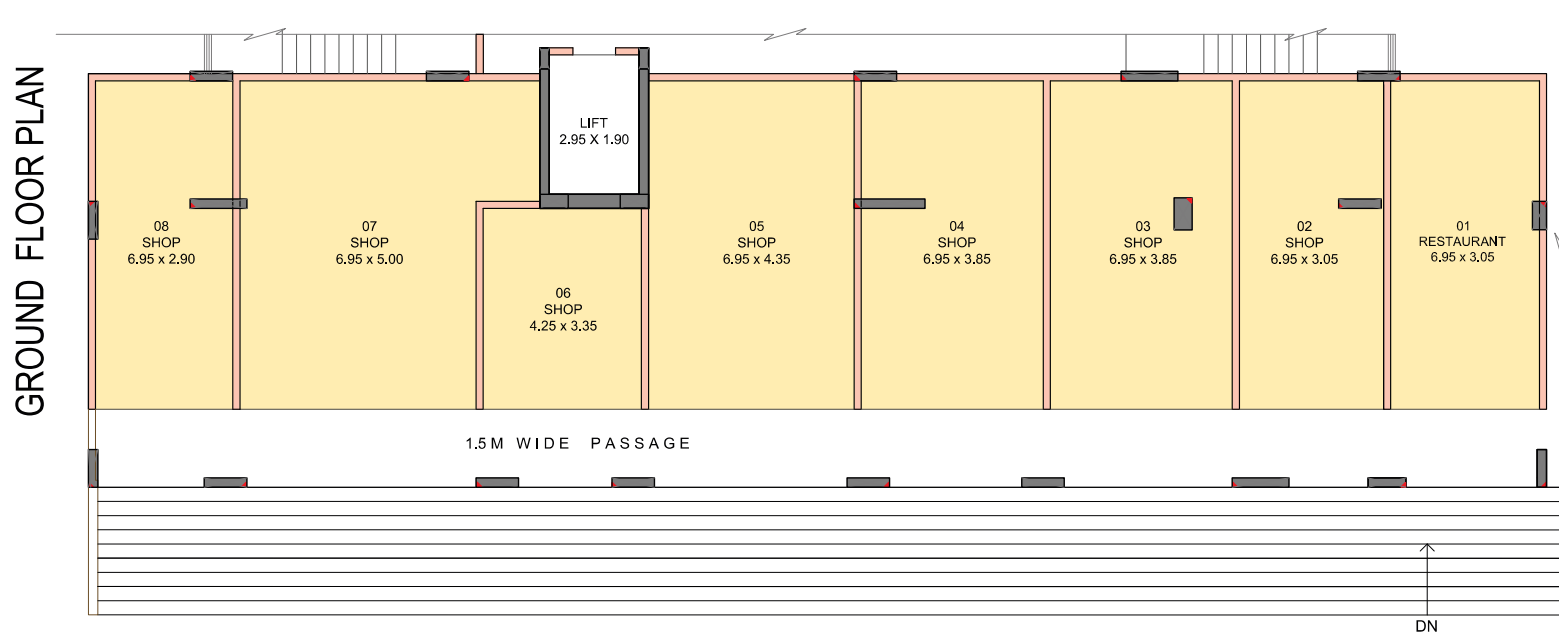 GROUND FLOOR PLAN
LIFT
2.95 X 1.90
08
SHOP
6.95 x 2.90
07
SHOP
6.95 x 5.00
06
SHOP
4.25 x 3.35
05
SHOP
6.95 x 4.35
04
SHOP
6.95 x 3.85
03
SHOP
6.95 x 3.85
02
SHOP
6.95 x 3.05
01
RESTAURANT
6.95 x 3.05
1.5 M WIDE PASSAGE
DN